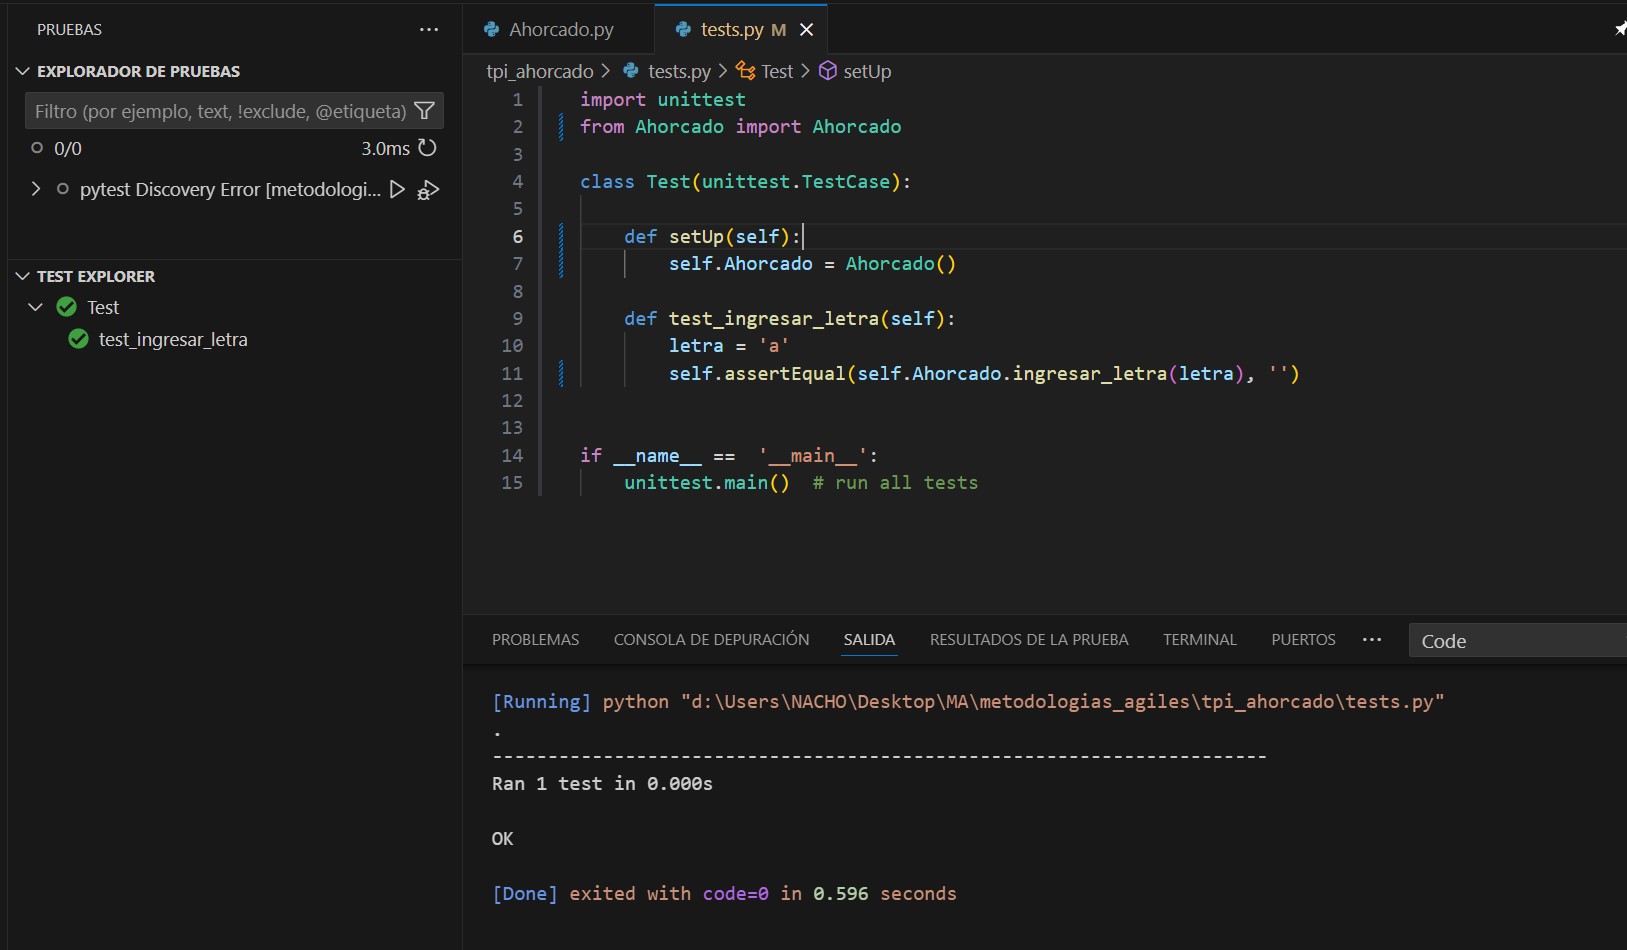 PRUEBAS
EXPLORADOR DE PRUEBAS
Filtro (por ejemplo, text, !exclude, @etiqueta)
0/0 3.0ms
pytest Discovery Error [metodologi...
TEST EXPLORER
Test
test_ingresar_letra
Ahorcado.py tests.py M
tpi_ahorcado > tests.py > Test > setUp
1 import unittest
2 from Ahorcado import Ahorcado
3
4 class Test(unittest.TestCase):
5
6 def setUp(self):
7 self.Ahorcado = Ahorcado()
8
9 def test_ingresar_letra(self):
10 letra = 'a'
11 self.assertEqual(self.Ahorcado.ingresar_letra(letra), '')
12
13
14 if __name__ == '__main__':
15 unittest.main() # run all tests
PROBLEMAS CONSOLA DE DEPURACIÓN SALIDA RESULTADOS DE LA PRUEBA TERMINAL PUERTOS ... Code
[Running] python "d:\Users\NACHO\Desktop\MA\metodologias_agiles\tpi_ahorcado\tests.py"
.
----------------------------------------------------------------------
Ran 1 test in 0.000s
OK
[Done] exited with code=0 in 0.596 seconds